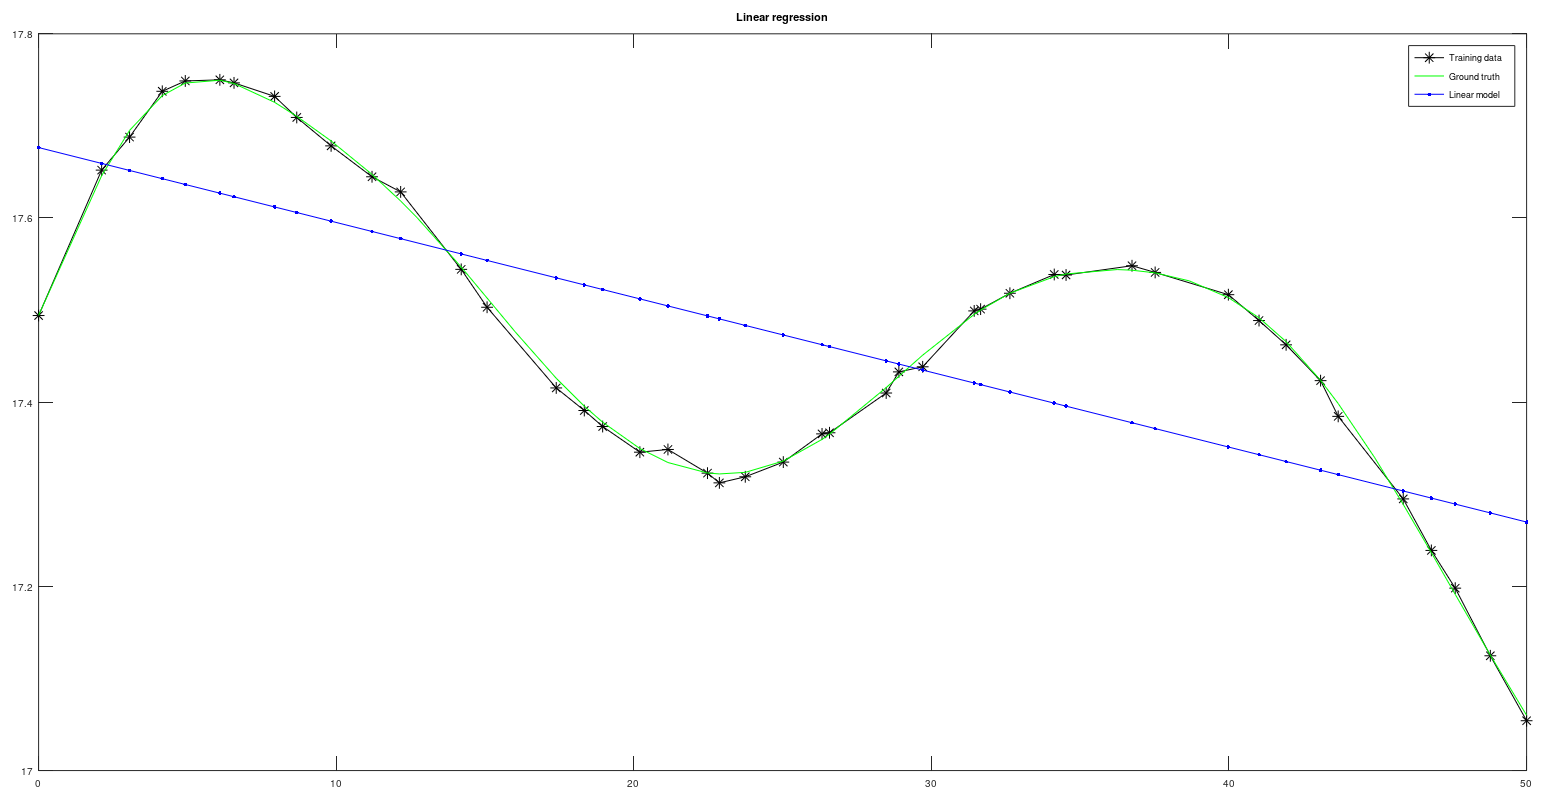 Linear regression
17.8
17.6
17.4
17.2
17
0 10 20 30 40 50
Training data
Ground truth
Linear model